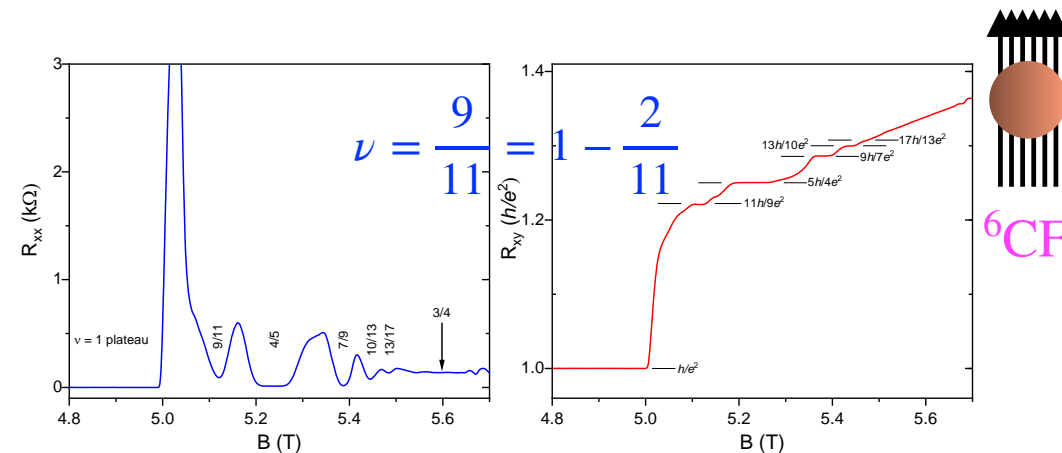 3
2
1
0
R_xx (kΩ)
ν = 1 plateau
9/11
4/5
7/9
10/13
13/17
3/4
4.8 5.0 5.2 5.4 5.6
B (T)
ν = 9/11 = 1 − 2/11
1.4
1.2
1.0
R_xy (h/e²)
13h/10e²
17h/13e²
9h/7e²
5h/4e²
11h/9e²
h/e²
4.8 5.0 5.2 5.4 5.6
B (T)
⁶CF